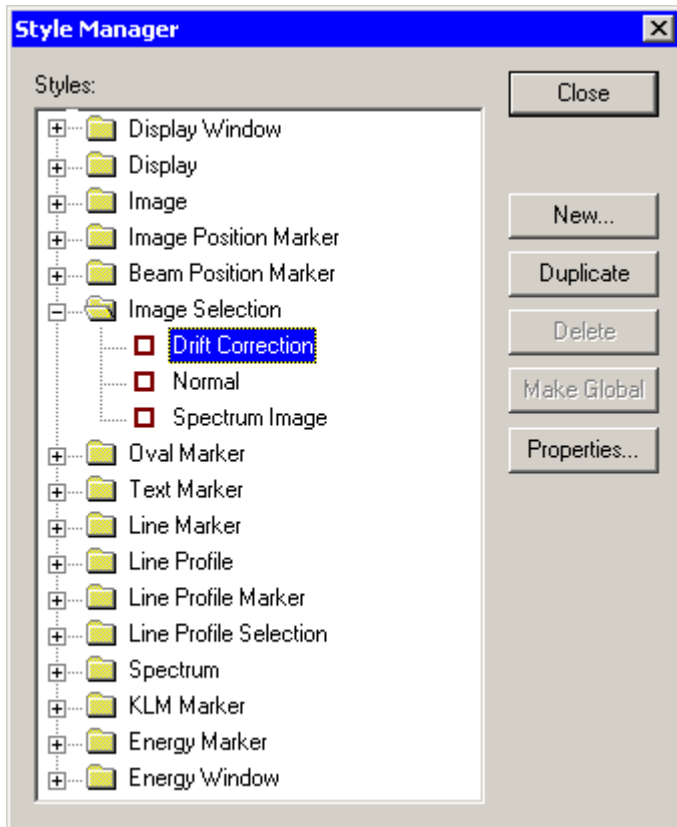 Style Manager
Styles:
Display Window
Display
Image
Image Position Marker
Beam Position Marker
Image Selection
Drift Correction
Normal
Spectrum Image
Oval Marker
Text Marker
Line Marker
Line Profile
Line Profile Marker
Line Profile Selection
Spectrum
KLM Marker
Energy Marker
Energy Window
Close
New...
Duplicate
Delete
Make Global
Properties...